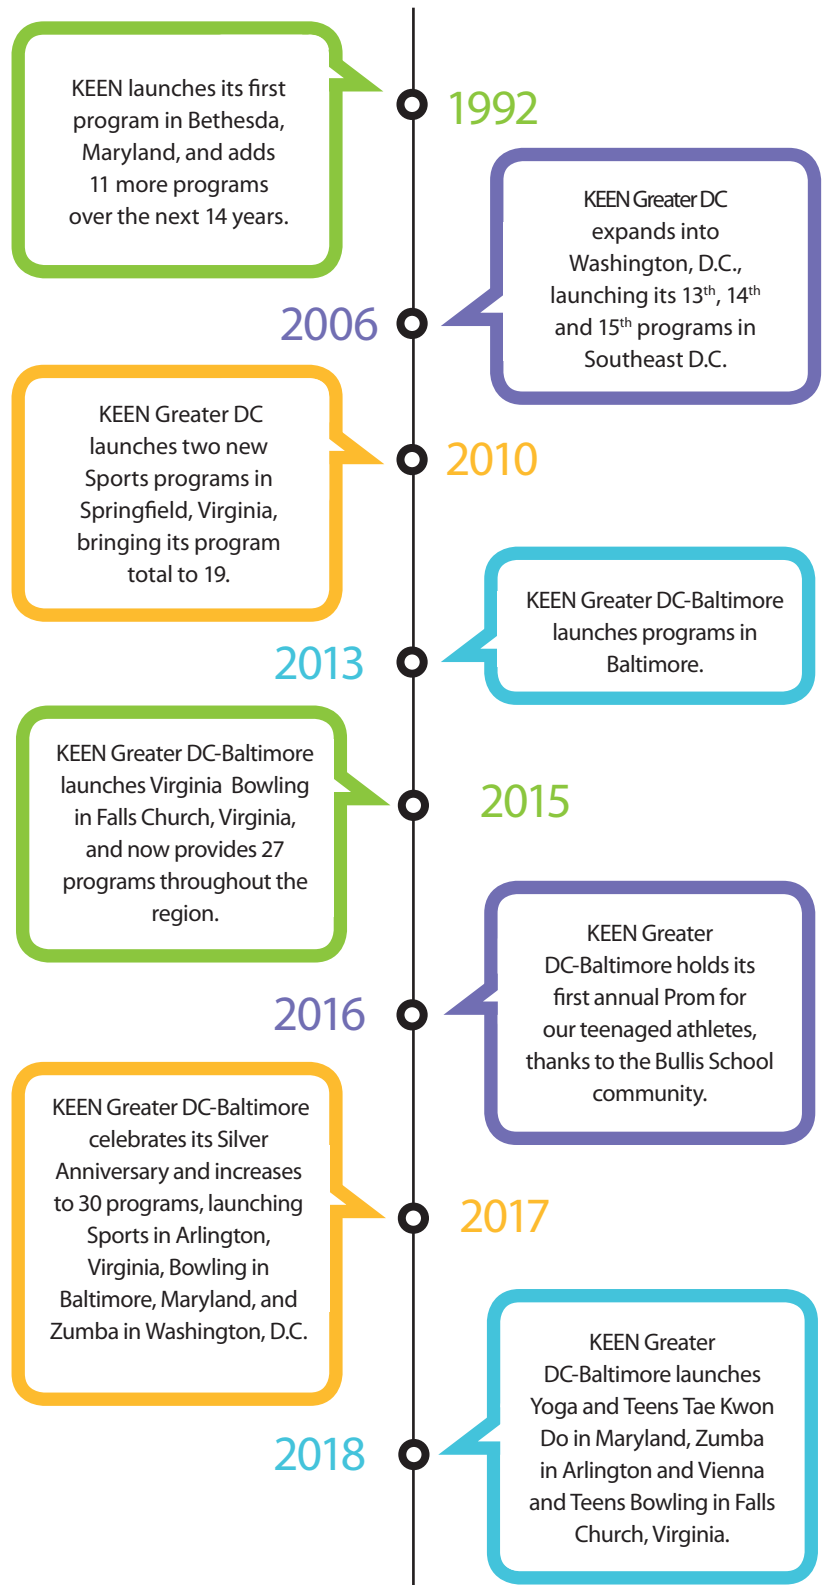 KEEN launches its first
program in Bethesda,
Maryland, and adds
11 more programs
over the next 14 years.
1992
KEEN Greater DC
expands into
Washington, D.C.,
launching its 13th, 14th
and 15th programs in
Southeast D.C.
2006
KEEN Greater DC
launches two new
Sports programs in
Springfield, Virginia,
bringing its program
total to 19.
2010
KEEN Greater DC-Baltimore
launches programs in
Baltimore.
2013
KEEN Greater DC-Baltimore
launches Virginia Bowling
in Falls Church, Virginia,
and now provides 27
programs throughout the
region.
2015
KEEN Greater
DC-Baltimore holds its
first annual Prom for
our teenaged athletes,
thanks to the Bullis School
community.
2016
KEEN Greater DC-Baltimore
celebrates its Silver
Anniversary and increases
to 30 programs, launching
Sports in Arlington,
Virginia, Bowling in
Baltimore, Maryland, and
Zumba in Washington, D.C.
2017
KEEN Greater
DC-Baltimore launches
Yoga and Teens Tae Kwon
Do in Maryland, Zumba
in Arlington and Vienna
and Teens Bowling in Falls
Church, Virginia.
2018